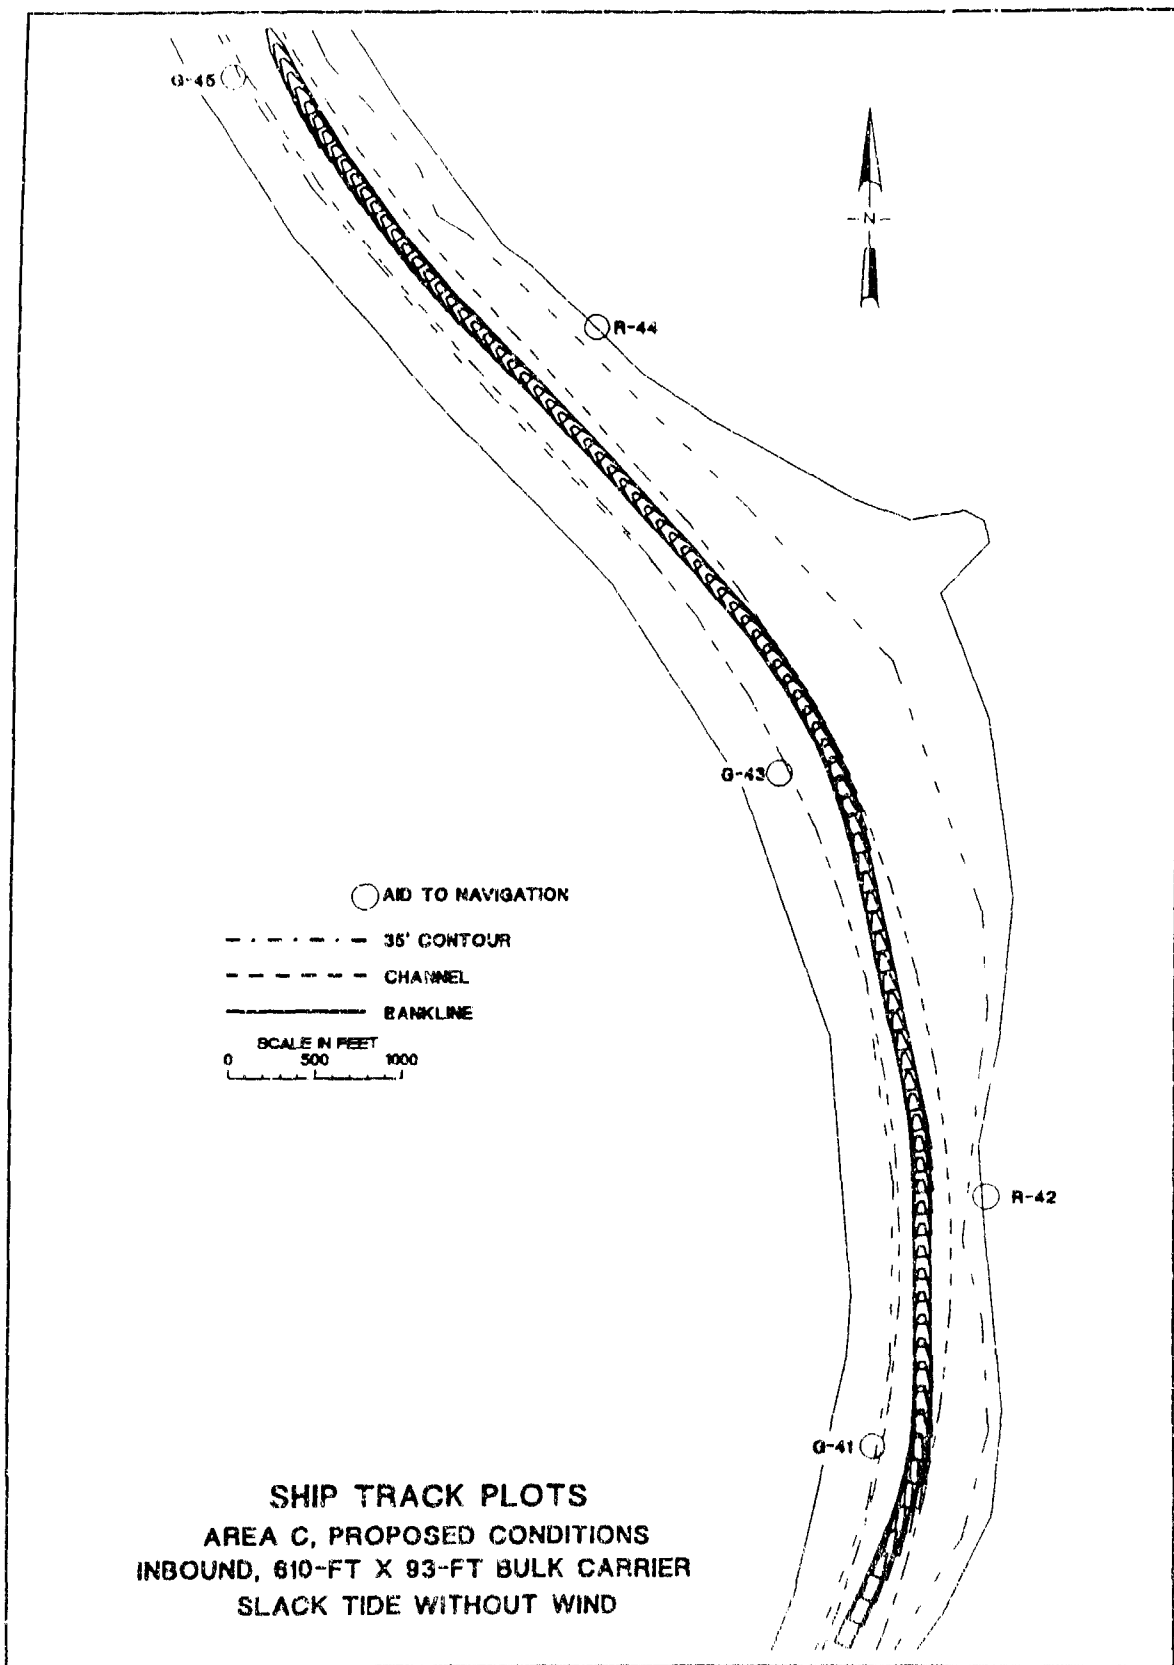 G-45
N
R-44
G-43
AID TO NAVIGATION
35' CONTOUR
CHANNEL
BANKLINE
SCALE IN FEET
0 500 1000
R-42
G-41
SHIP TRACK PLOTS
AREA C, PROPOSED CONDITIONS
INBOUND, 610-FT X 93-FT BULK CARRIER
SLACK TIDE WITHOUT WIND